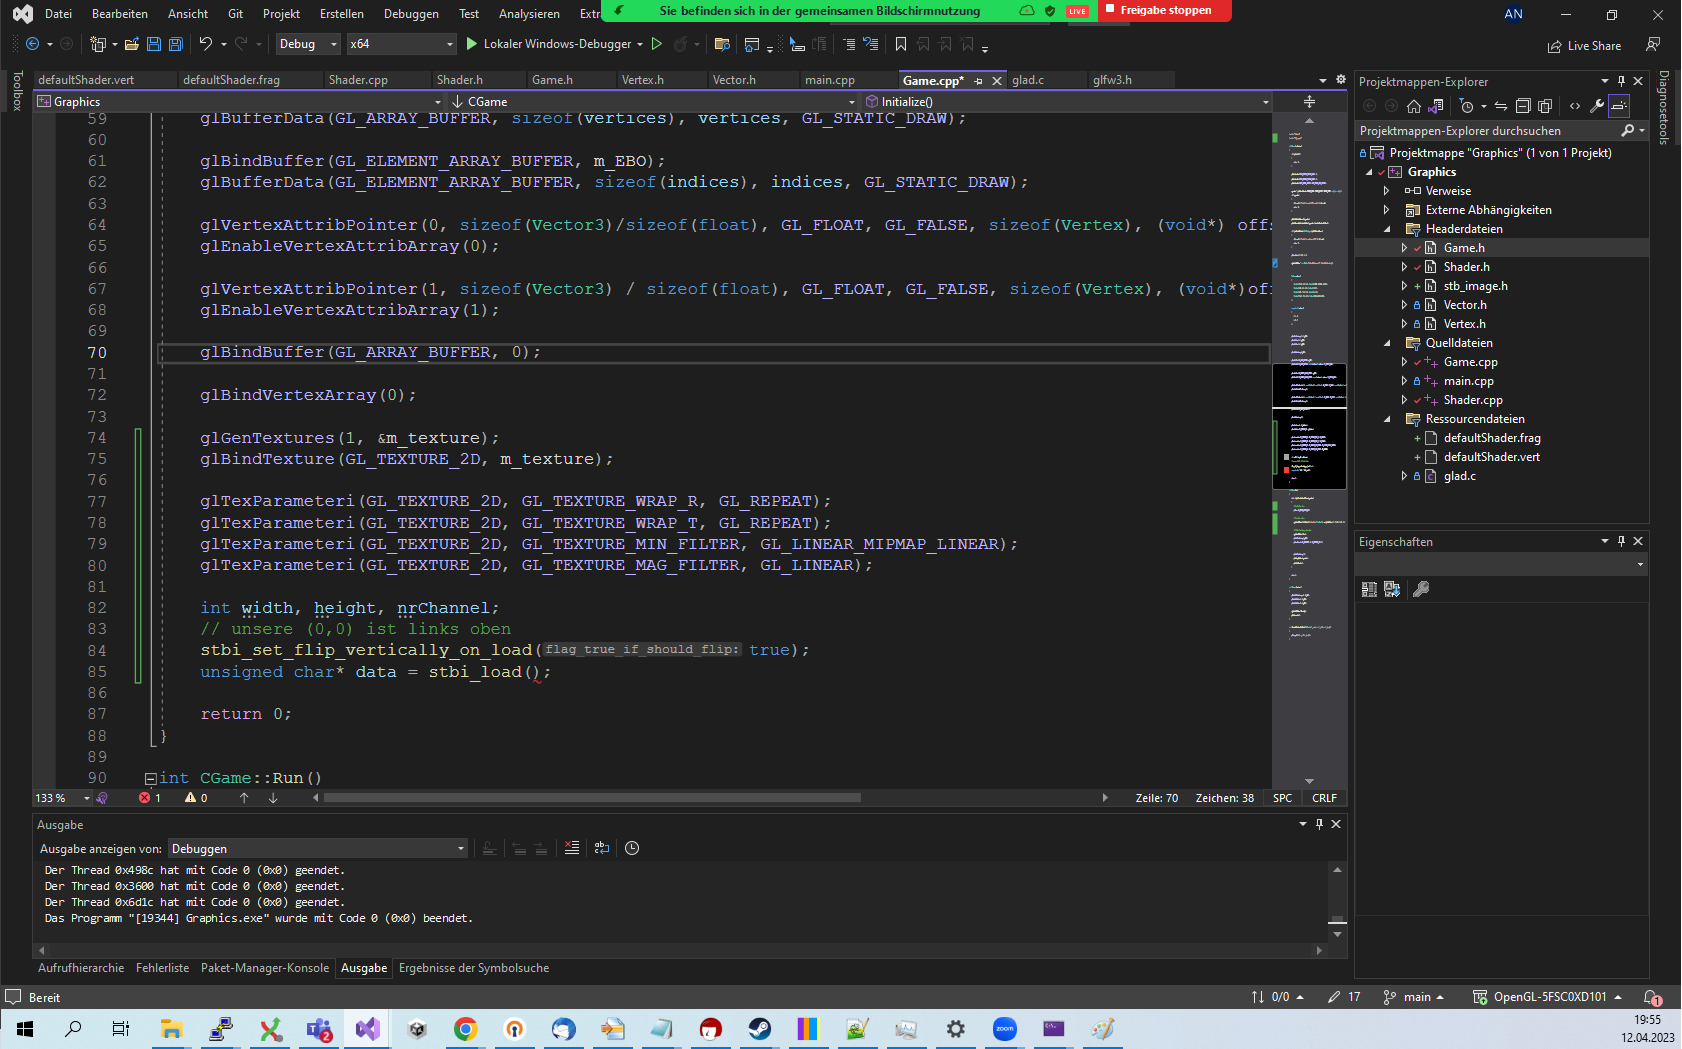 Datei Bearbeiten Ansicht Git Projekt Erstellen Debuggen Test Analysieren Extr
Sie befinden sich in der gemeinsamen Bildschirmnutzung LIVE Freigabe stoppen
AN
Debug x64 Lokaler Windows-Debugger Live Share
Toolbox
defaultShader.vert defaultShader.frag Shader.cpp Shader.h Game.h Vertex.h Vector.h main.cpp Game.cpp* glad.c glfw3.h
Graphics CGame Initialize()
59 glBufferData(GL_ARRAY_BUFFER, sizeof(vertices), vertices, GL_STATIC_DRAW);
60
61 glBindBuffer(GL_ELEMENT_ARRAY_BUFFER, m_EBO);
62 glBufferData(GL_ELEMENT_ARRAY_BUFFER, sizeof(indices), indices, GL_STATIC_DRAW);
63
64 glVertexAttribPointer(0, sizeof(Vector3)/sizeof(float), GL_FLOAT, GL_FALSE, sizeof(Vertex), (void*) offs
65 glEnableVertexAttribArray(0);
66
67 glVertexAttribPointer(1, sizeof(Vector3) / sizeof(float), GL_FLOAT, GL_FALSE, sizeof(Vertex), (void*)off
68 glEnableVertexAttribArray(1);
69
70 glBindBuffer(GL_ARRAY_BUFFER, 0);
71
72 glBindVertexArray(0);
73
74 glGenTextures(1, &m_texture);
75 glBindTexture(GL_TEXTURE_2D, m_texture);
76
77 glTexParameteri(GL_TEXTURE_2D, GL_TEXTURE_WRAP_R, GL_REPEAT);
78 glTexParameteri(GL_TEXTURE_2D, GL_TEXTURE_WRAP_T, GL_REPEAT);
79 glTexParameteri(GL_TEXTURE_2D, GL_TEXTURE_MIN_FILTER, GL_LINEAR_MIPMAP_LINEAR);
80 glTexParameteri(GL_TEXTURE_2D, GL_TEXTURE_MAG_FILTER, GL_LINEAR);
81
82 int width, height, nrChannel;
83 // unsere (0,0) ist links oben
84 stbi_set_flip_vertically_on_load(flag_true_if_should_flip: true);
85 unsigned char* data = stbi_load();
86
87 return 0;
88 }
89
90 int CGame::Run()
133 % 1 0 Zeile: 70 Zeichen: 38 SPC CRLF
Ausgabe
Ausgabe anzeigen von: Debuggen
Der Thread 0x498c hat mit Code 0 (0x0) geendet.
Der Thread 0x3600 hat mit Code 0 (0x0) geendet.
Der Thread 0x6d1c hat mit Code 0 (0x0) geendet.
Das Programm "[19344] Graphics.exe" wurde mit Code 0 (0x0) beendet.
Aufrufhierarchie Fehlerliste Paket-Manager-Konsole Ausgabe Ergebnisse der Symbolsuche
Projektmappen-Explorer
Projektmappen-Explorer durchsuchen
Projektmappe "Graphics" (1 von 1 Projekt)
Graphics
Verweise
Externe Abhängigkeiten
Headerdateien
Game.h
Shader.h
stb_image.h
Vector.h
Vertex.h
Quelldateien
Game.cpp
main.cpp
Shader.cpp
Ressourcendateien
defaultShader.frag
defaultShader.vert
glad.c
Eigenschaften
Diagnosetools
Bereit 0/0 17 main OpenGL-5FSC0XD101 1
2 zoom
19:55
12.04.2023